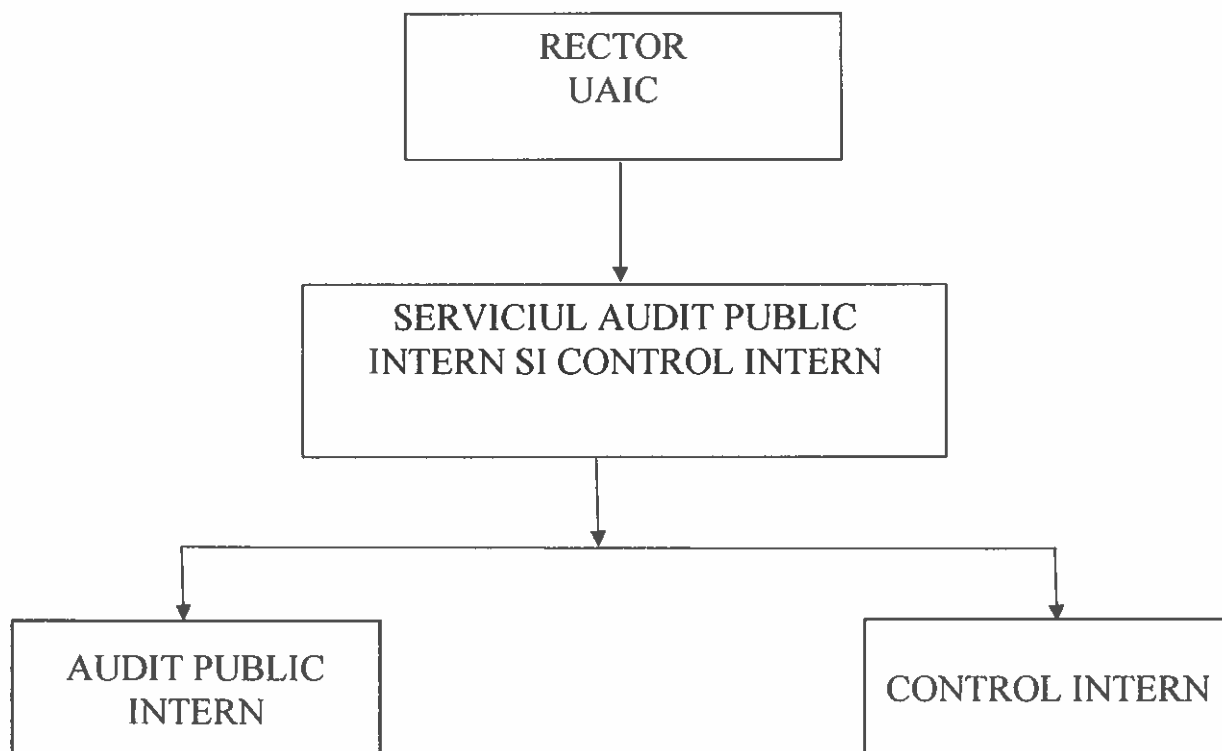 RECTOR
UAIC
SERVICIUL AUDIT PUBLIC
INTERN SI CONTROL INTERN
AUDIT PUBLIC
INTERN
CONTROL INTERN